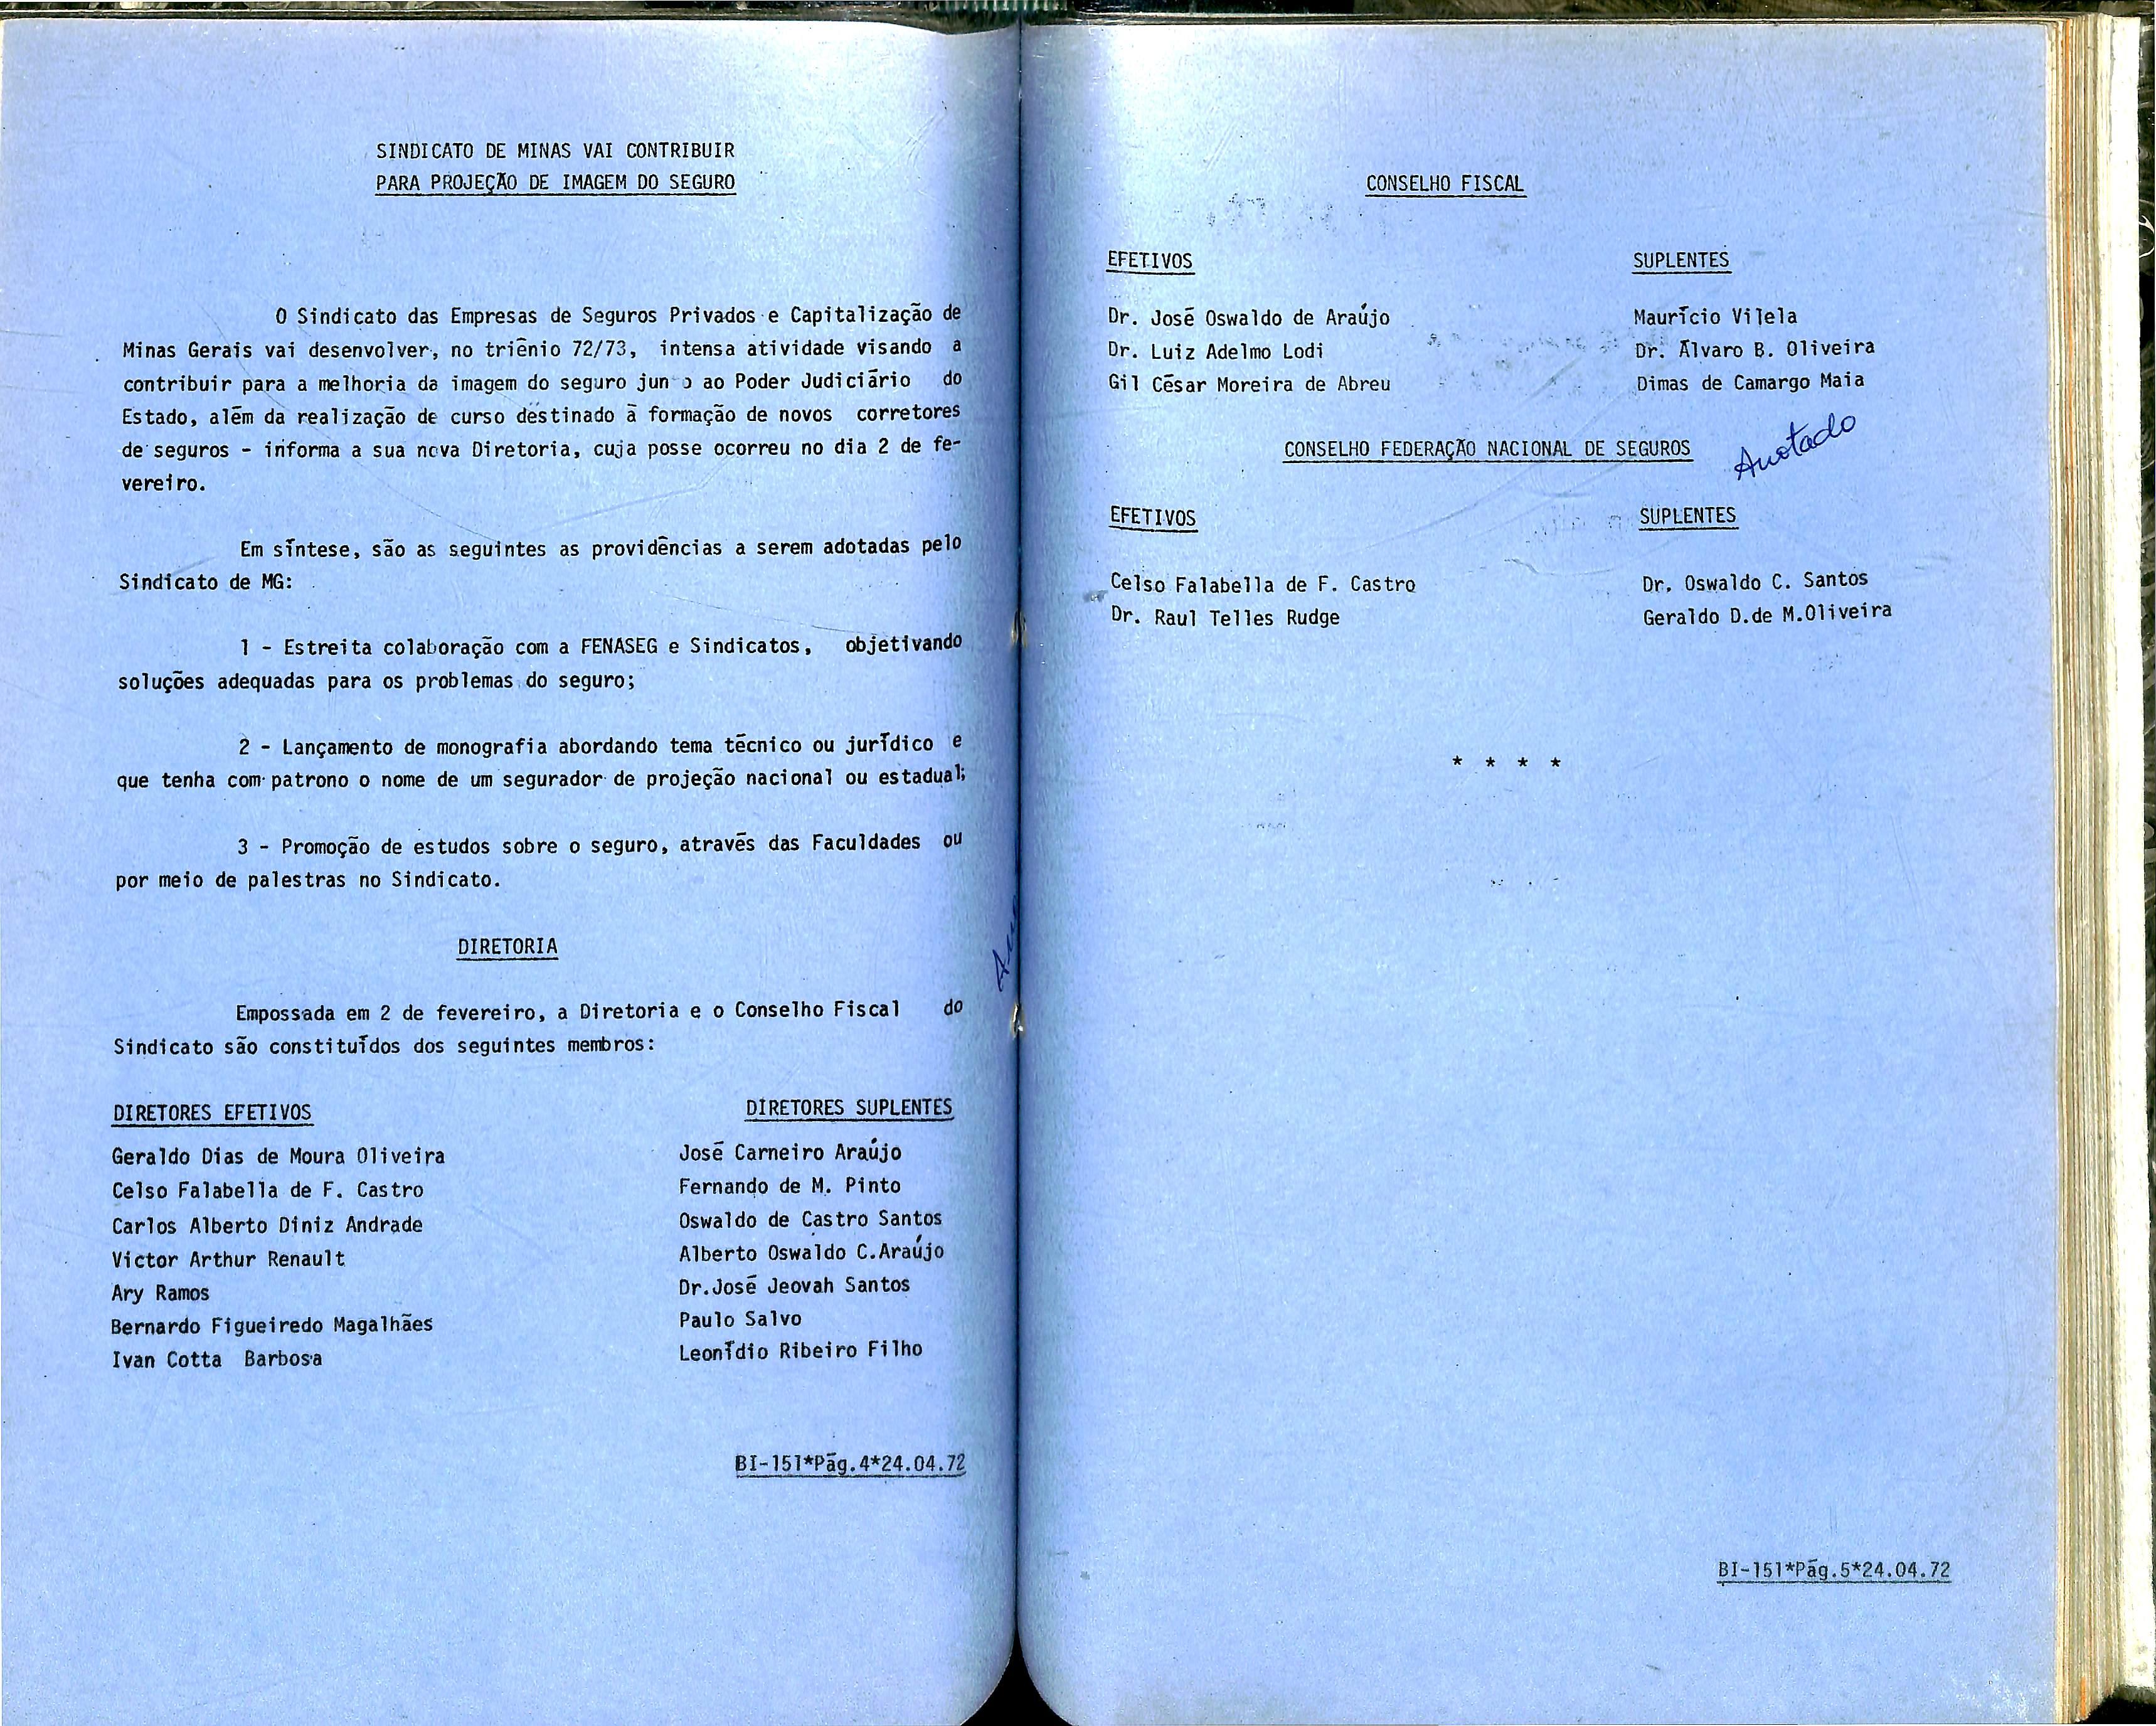 SINDICATO DE MINAS VAI CONTRIBUIR
PARA PROJEÇÃO DE IMAGEM DO SEGURO
O Sindicato das Empresas de Seguros Privados e Capitalização de
Minas Gerais vai desenvolver, no triênio 72/73, intensa atividade visando a
contribuir para a melhoria da imagem do seguro jun o ao Poder Judiciário do
Estado, além da realização de curso destinado à formação de novos corretores
de seguros - informa a sua nova Diretoria, cuja posse ocorreu no dia 2 de fe-
vereiro.
Em síntese, são as seguintes as providências a serem adotadas pelo
Sindicato de MG:
1 - Estreita colaboração com a FENASEG e Sindicatos, objetivando
soluções adequadas para os problemas do seguro;
2 - Lançamento de monografia abordando tema técnico ou jurídico e
que tenha com patrono o nome de um segurador de projeção nacional ou estadual;
3 - Promoção de estudos sobre o seguro, através das Faculdades ou
por meio de palestras no Sindicato.
DIRETORIA
Empossada em 2 de fevereiro, a Diretoria e o Conselho Fiscal do
Sindicato são constituídos dos seguintes membros:
DIRETORES EFETIVOS DIRETORES SUPLENTES
Geraldo Dias de Moura Oliveira José Carneiro Araújo
Celso Falabella de F. Castro Fernando de M. Pinto
Carlos Alberto Diniz Andrade Oswaldo de Castro Santos
Victor Arthur Renault Alberto Oswaldo C.Araújo
Ary Ramos Dr.José Jeovah Santos
Bernardo Figueiredo Magalhães Paulo Salvo
Ivan Cotta Barbosa Leonídio Ribeiro Filho
BI-151*Pág.4*24.04.72
CONSELHO FISCAL
EFETIVOS SUPLENTES
Dr. José Oswaldo de Araújo Maurício Vilela
Dr. Luiz Adelmo Lodi Dr. Álvaro B. Oliveira
Gil César Moreira de Abreu Dimas de Camargo Maia
CONSELHO FEDERAÇÃO NACIONAL DE SEGUROS Anotado
EFETIVOS SUPLENTES
Celso Falabella de F. Castro Dr. Oswaldo C. Santos
Dr. Raul Telles Rudge Geraldo D.de M.Oliveira
* * * *
BI-151*Pág.5*24.04.72